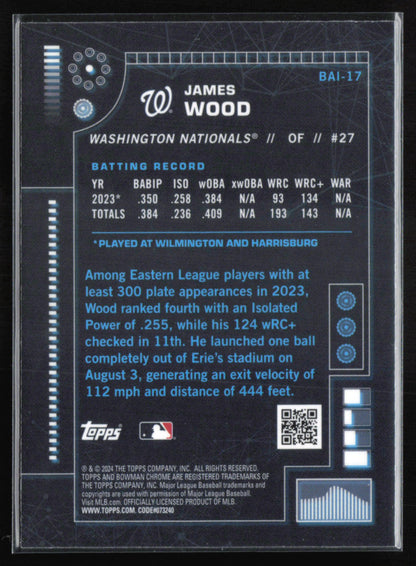 BAI-17
W JAMES
WOOD
WASHINGTON NATIONALS® // OF // #27
BATTING RECORD
YR BABIP ISO wOBA xwOBA WRC WRC+ WAR
2023* .350 .258 .384 N/A 93 134 N/A
TOTALS .384 .236 .409 N/A 193 143 N/A
*PLAYED AT WILMINGTON AND HARRISBURG
Among Eastern League players with at
least 300 plate appearances in 2023,
Wood ranked fourth with an Isolated
Power of .255, while his 124 wRC+
checked in 11th. He launched one ball
completely out of Erie's stadium on
August 3, generating an exit velocity of
112 mph and distance of 444 feet.
Topps
® & © 2024 THE TOPPS COMPANY, INC. ALL RIGHTS RESERVED.
TOPPS AND BOWMAN CHROME ARE REGISTERED TRADEMARKS OF
THE TOPPS COMPANY, INC. Major League Baseball trademarks and
copyrights are used with permission of Major League Baseball.
Visit MLB.com. OFFICIALLY-LICENSED PRODUCT OF MLB.
WWW.TOPPS.COM. CODE#073240